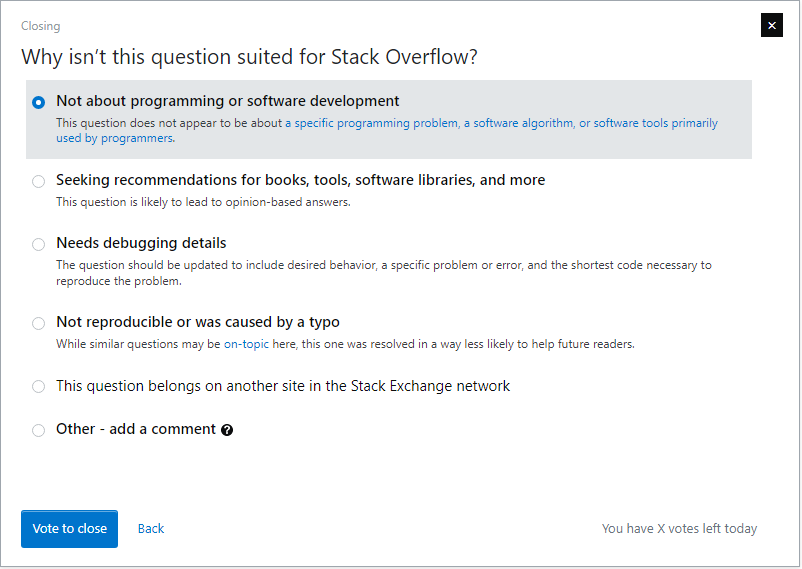 Closing
Why isn’t this question suited for Stack Overflow?
Not about programming or software development
This question does not appear to be about a specific programming problem, a software algorithm, or software tools primarily
used by programmers.
Seeking recommendations for books, tools, software libraries, and more
This question is likely to lead to opinion-based answers.
Needs debugging details
The question should be updated to include desired behavior, a specific problem or error, and the shortest code necessary to
reproduce the problem.
Not reproducible or was caused by a typo
While similar questions may be on-topic here, this one was resolved in a way less likely to help future readers.
This question belongs on another site in the Stack Exchange network
Other - add a comment ?
Vote to close Back You have X votes left today